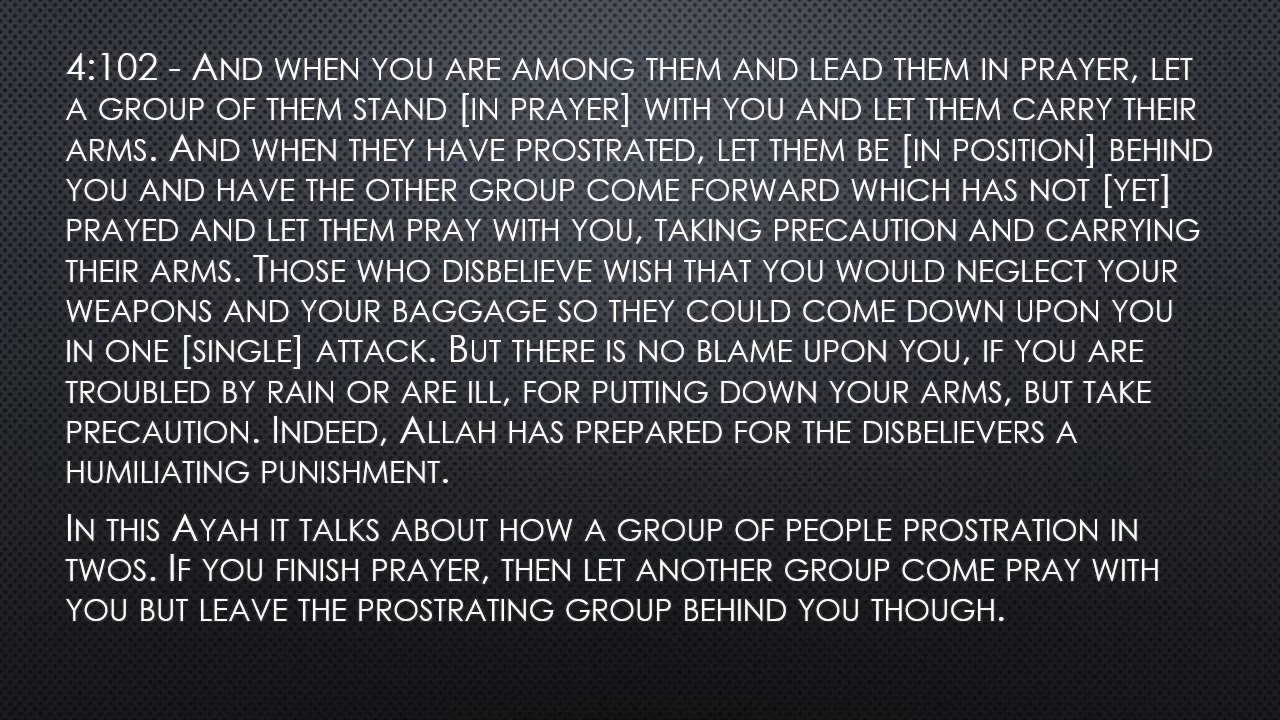 4:102 - And when you are among them and lead them in prayer, let
a group of them stand [in prayer] with you and let them carry their
arms. And when they have prostrated, let them be [in position] behind
you and have the other group come forward which has not [yet]
prayed and let them pray with you, taking precaution and carrying
their arms. Those who disbelieve wish that you would neglect your
weapons and your baggage so they could come down upon you
in one [single] attack. But there is no blame upon you, if you are
troubled by rain or are ill, for putting down your arms, but take
precaution. Indeed, Allah has prepared for the disbelievers a
humiliating punishment.
In this Ayah it talks about how a group of people prostration in
twos. If you finish prayer, then let another group come pray with
you but leave the prostrating group behind you though.